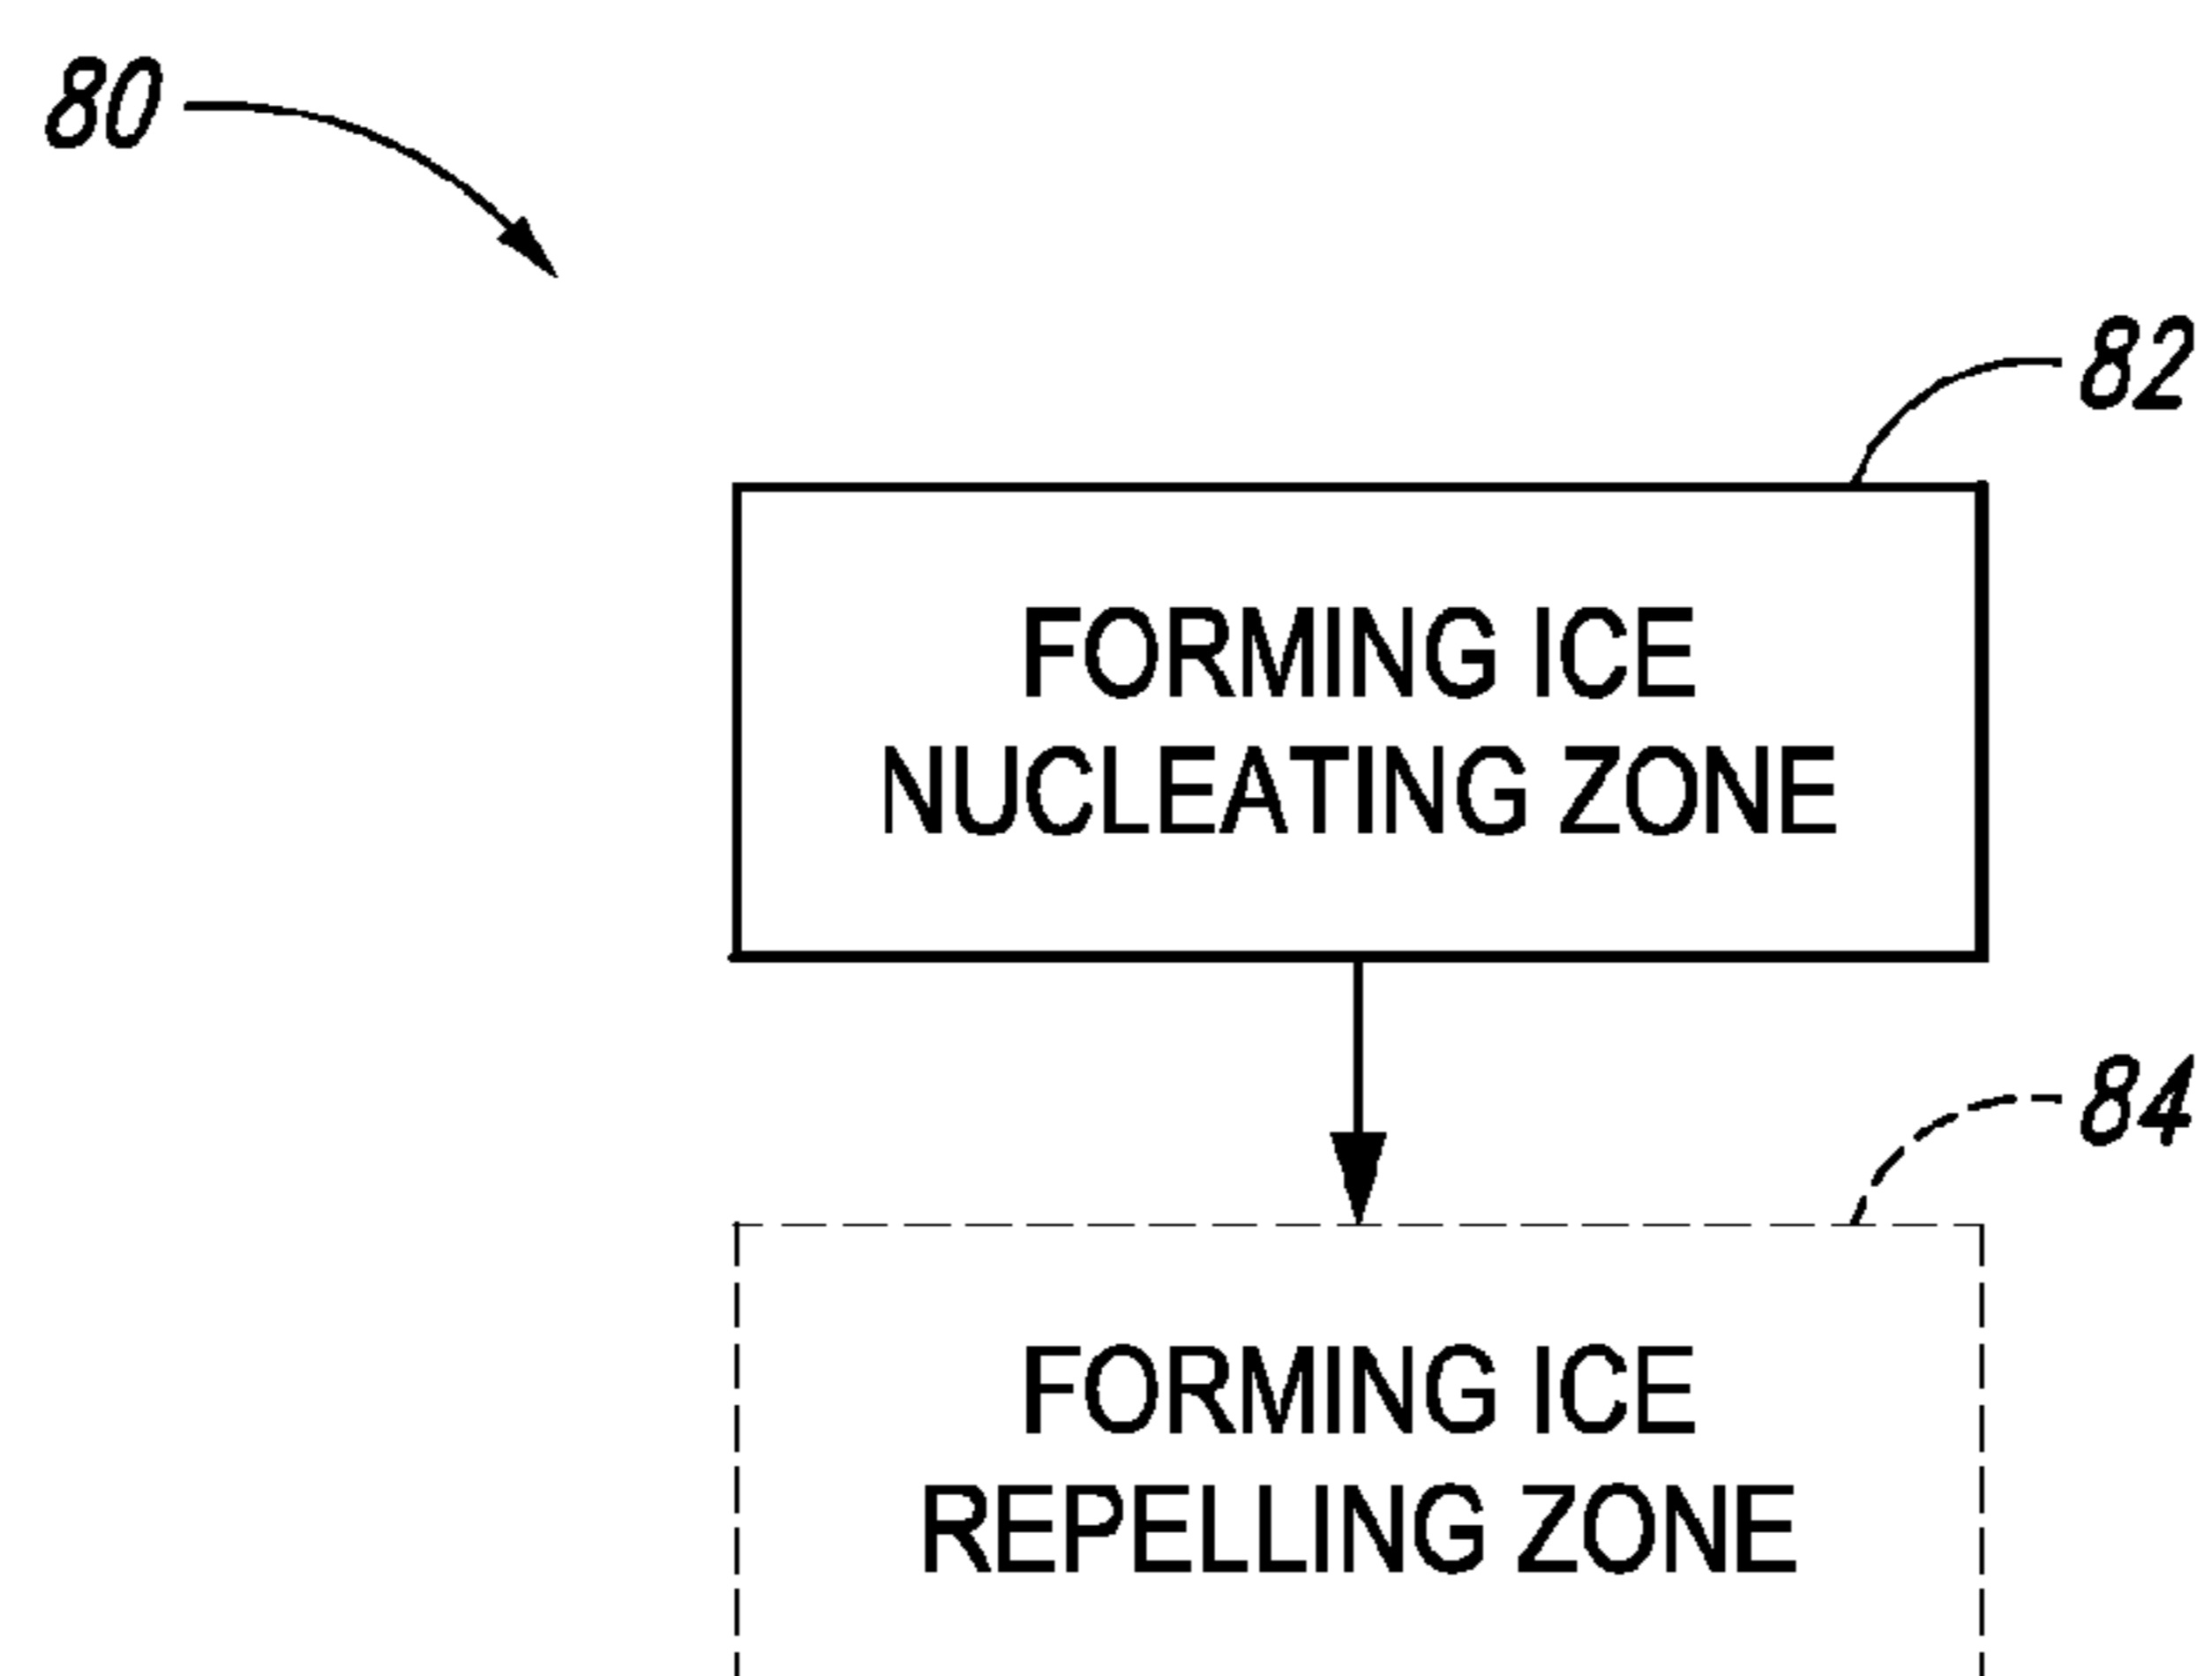 80
82
FORMING ICE
NUCLEATING ZONE
84
FORMING ICE
REPELLING ZONE